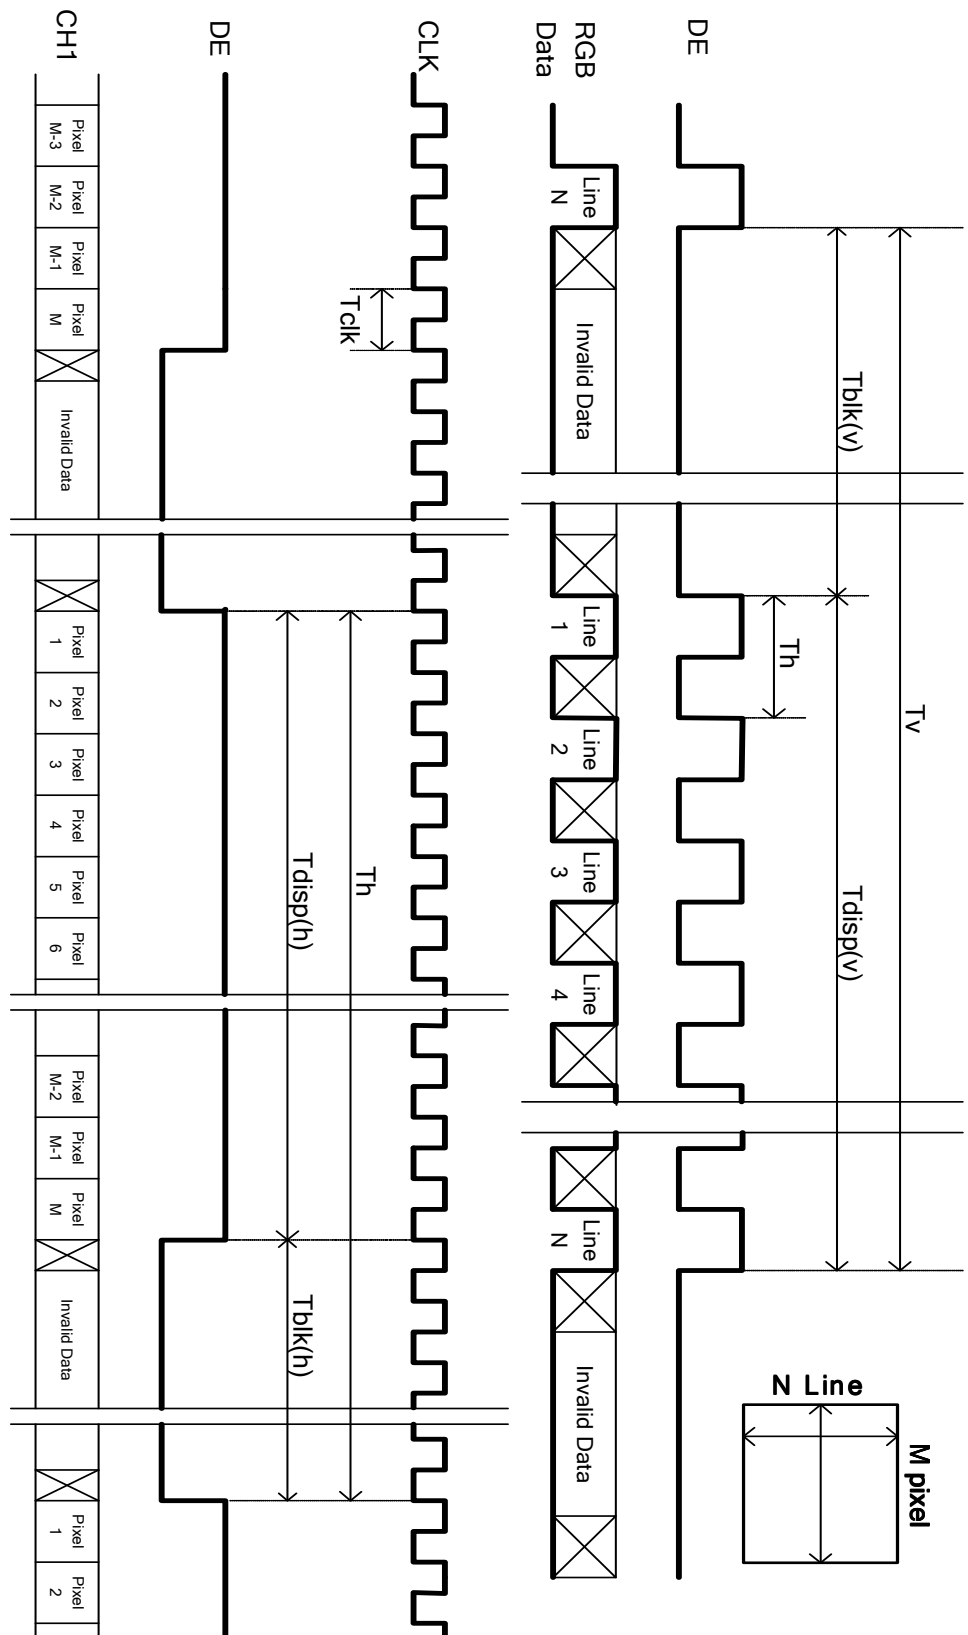 Tv
Tblk(v)
Tdisp(v)
Th
N Line
M pixel
DE
RGB
Data
Line
N
Invalid Data
Line
1
Line
2
Line
3
Line
4
Line
N
Invalid Data
CLK
Tclk
Th
Tdisp(h)
Tblk(h)
DE
CH1
Pixel
M-3
Pixel
M-2
Pixel
M-1
Pixel
M
Invalid Data
Pixel
1
Pixel
2
Pixel
3
Pixel
4
Pixel
5
Pixel
6
Pixel
M-2
Pixel
M-1
Pixel
M
Invalid Data
Pixel
1
Pixel
2